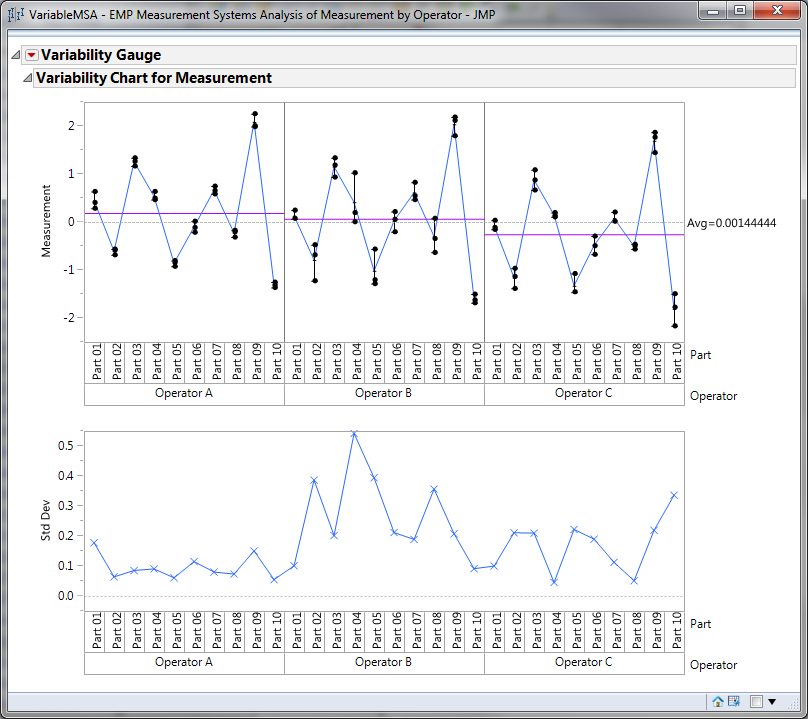 VariableMSA - EMP Measurement Systems Analysis of Measurement by Operator - JMP
Variability Gauge
Variability Chart for Measurement
Measurement
2
1
0
-1
-2
Avg=0.00144444
Part 01 Part 02 Part 03 Part 04 Part 05 Part 06 Part 07 Part 08 Part 09 Part 10 Part 01 Part 02 Part 03 Part 04 Part 05 Part 06 Part 07 Part 08 Part 09 Part 10 Part 01 Part 02 Part 03 Part 04 Part 05 Part 06 Part 07 Part 08 Part 09 Part 10 Part
Operator A Operator B Operator C Operator
Std Dev
0.5
0.4
0.3
0.2
0.1
0.0
Part 01 Part 02 Part 03 Part 04 Part 05 Part 06 Part 07 Part 08 Part 09 Part 10 Part 01 Part 02 Part 03 Part 04 Part 05 Part 06 Part 07 Part 08 Part 09 Part 10 Part 01 Part 02 Part 03 Part 04 Part 05 Part 06 Part 07 Part 08 Part 09 Part 10 Part
Operator A Operator B Operator C Operator